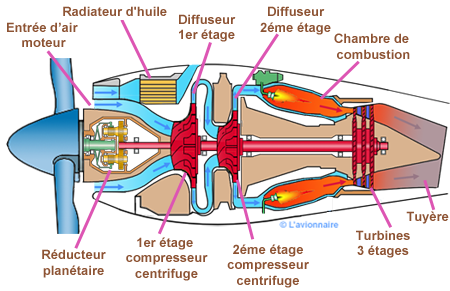 Radiateur d'huile
Entrée d'air
moteur
Diffuseur
1er étage
Diffuseur
2éme étage
Chambre de
combustion
Réducteur
planétaire
1er étage
compresseur
centrifuge
2éme étage
compresseur
centrifuge
© L'avionnaire
Turbines
3 étages
Tuyère